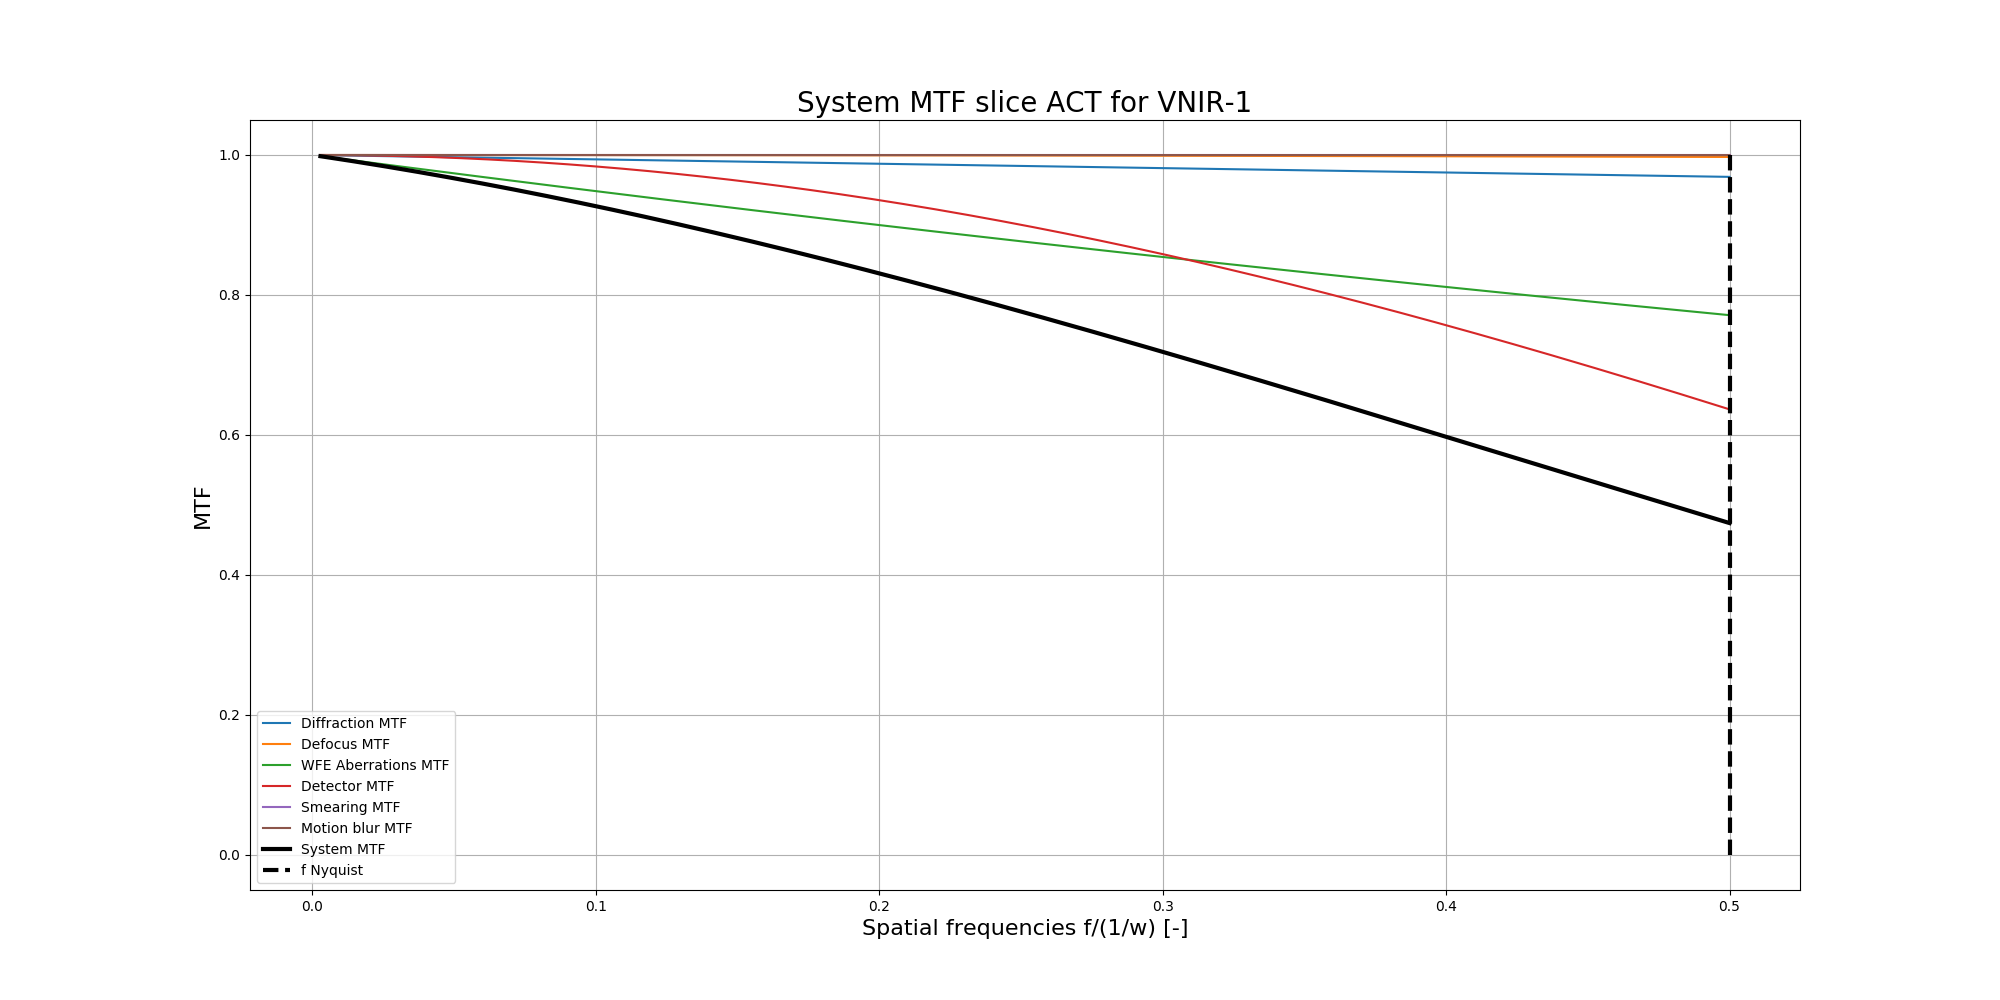 System MTF slice ACT for VNIR-1
1.0
0.8
0.6
0.4
0.2
0.0
MTF
Diffraction MTF
Defocus MTF
WFE Aberrations MTF
Detector MTF
Smearing MTF
Motion blur MTF
System MTF
f Nyquist
0.0 0.1 0.2 0.3 0.4 0.5
Spatial frequencies f/(1/w) [-]